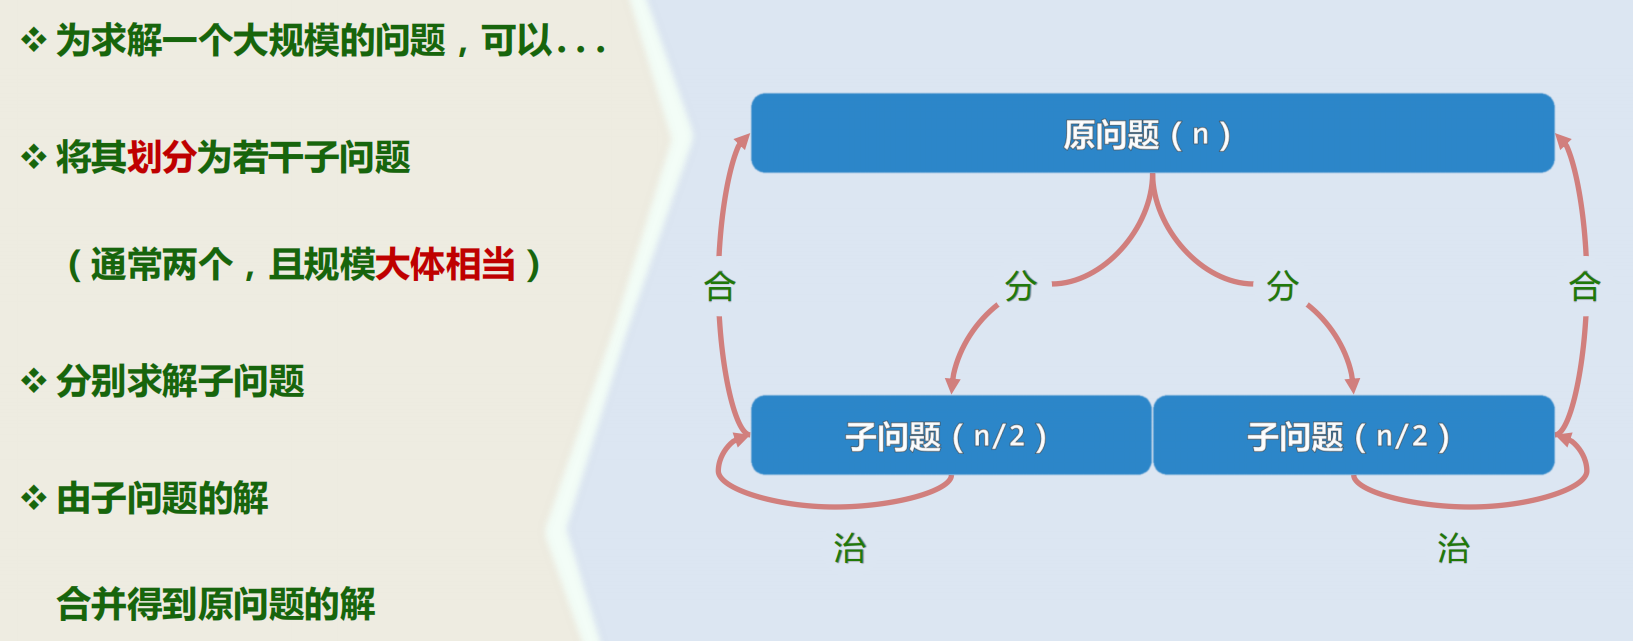 为求解一个大规模的问题，可以...
将其划分为若干子问题
（通常两个，且规模大体相当）
分别求解子问题
由子问题的解
合并得到原问题的解
原问题（n）
合
分
分
合
子问题（n/2）
子问题（n/2）
治
治